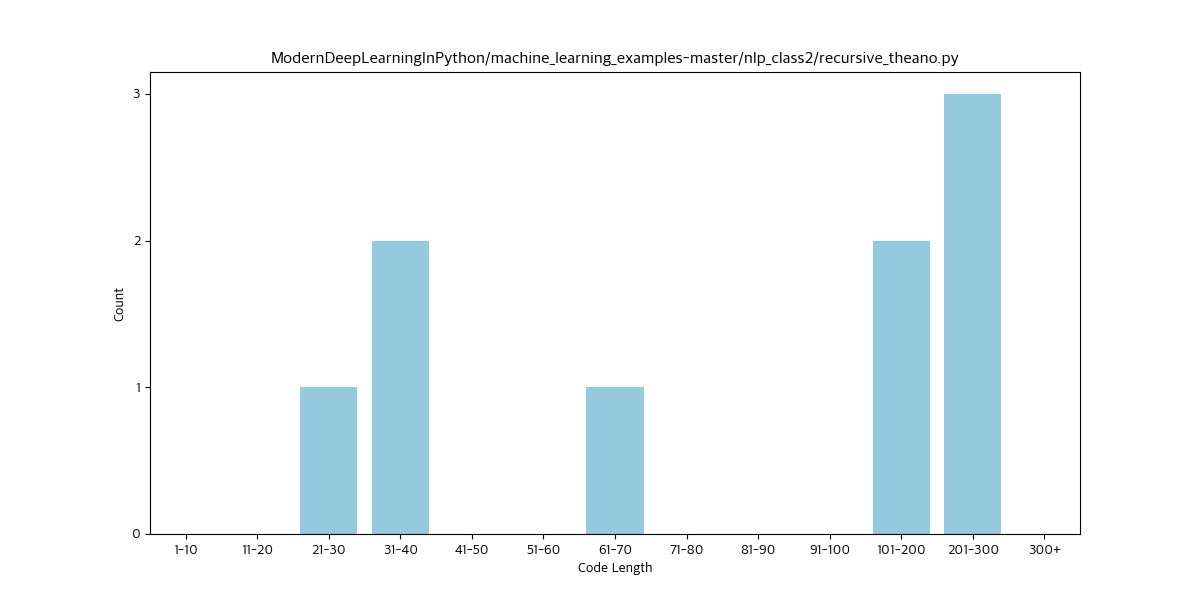 ModernDeepLearningInPython/machine_learning_examples-master/nlp_class2/recursive_theano.py
3
2
1
0
Count
1-10 11-20 21-30 31-40 41-50 51-60 61-70 71-80 81-90 91-100 101-200 201-300 300+
Code Length